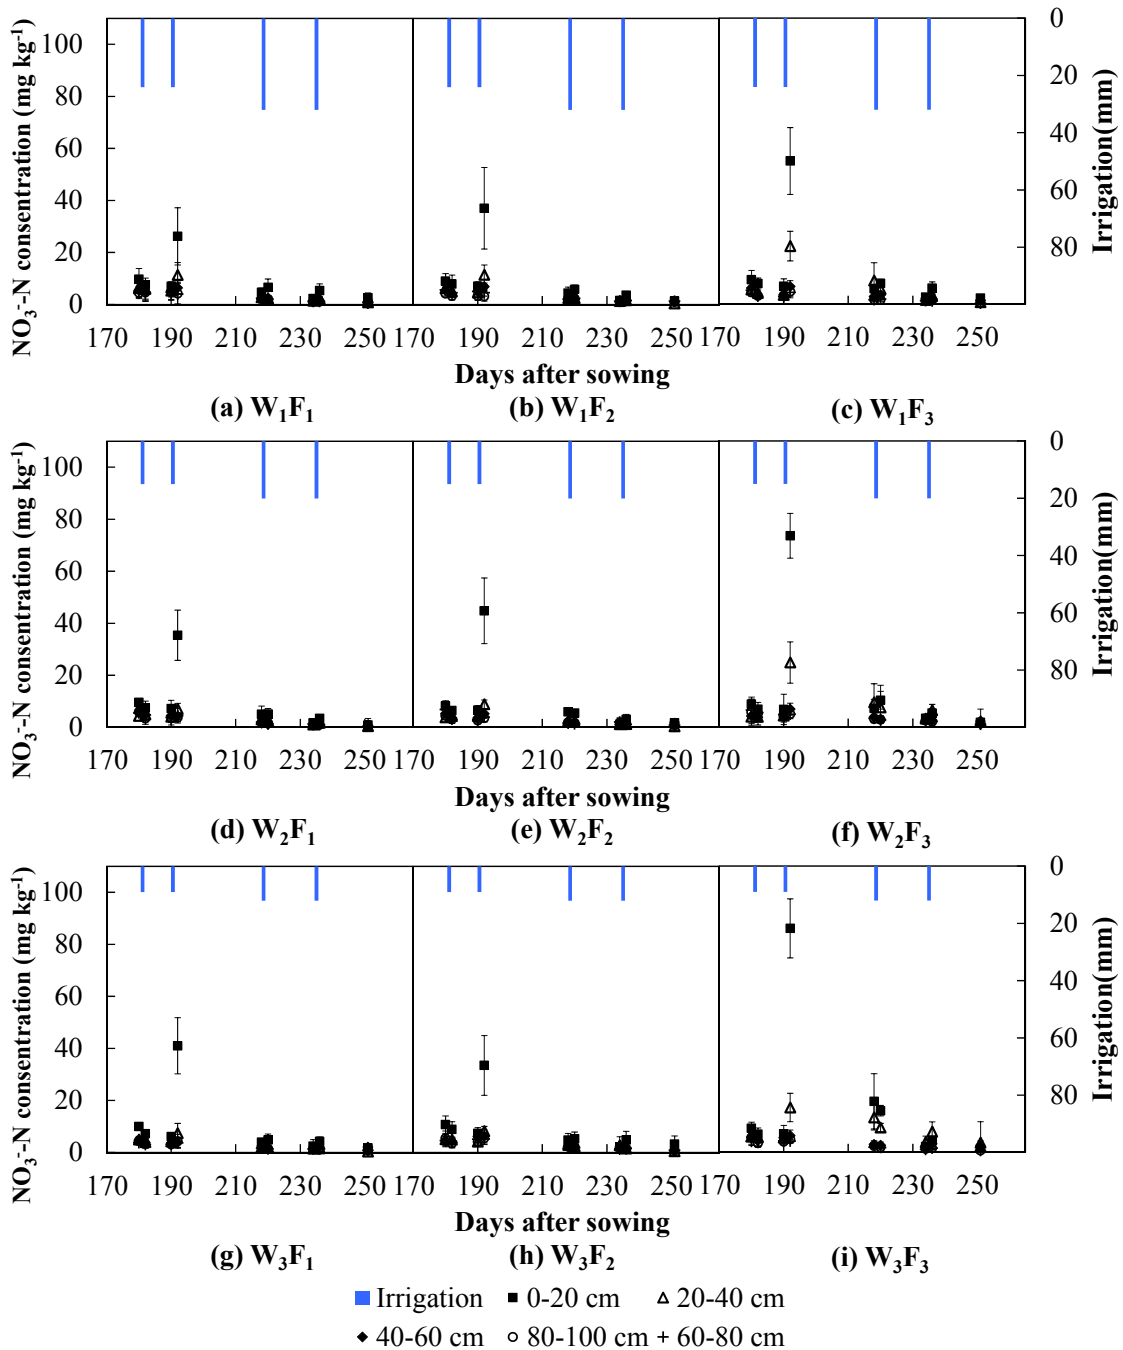 100
80
60
40
20
0
NO₃⁻-N consentration (mg kg⁻¹)
0
20
40
60
80
Irrigation(mm)
170 190 210 230 250 170 190 210 230 250 170 190 210 230 250
Days after sowing
(a) W₁F₁ (b) W₁F₂ (c) W₁F₃
100
80
60
40
20
0
NO₃⁻-N consentration (mg kg⁻¹)
0
20
40
60
80
Irrigation(mm)
170 190 210 230 250 170 190 210 230 250 170 190 210 230 250
Days after sowing
(d) W₂F₁ (e) W₂F₂ (f) W₂F₃
100
80
60
40
20
0
NO₃⁻-N consentration (mg kg⁻¹)
0
20
40
60
80
Irrigation(mm)
170 190 210 230 250 170 190 210 230 250 170 190 210 230 250
Days after sowing
(g) W₃F₁ (h) W₃F₂ (i) W₃F₃
Irrigation 0-20 cm 20-40 cm
40-60 cm 80-100 cm 60-80 cm